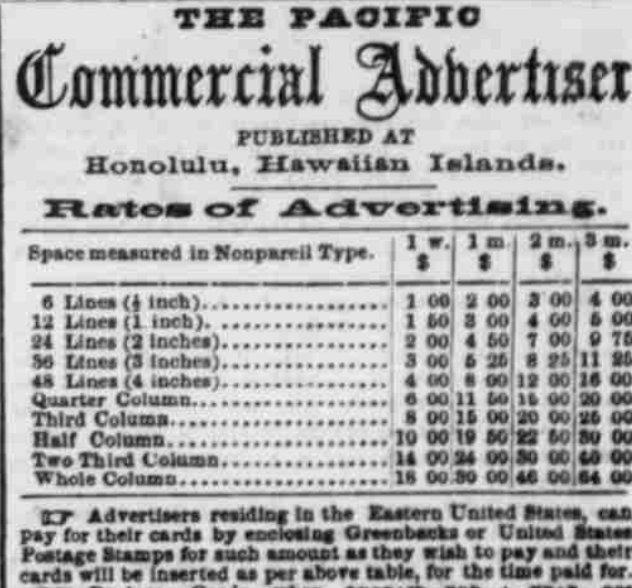 THE PACIFIC
Commercial Advertiser
PUBLISHED AT
Honolulu, Hawaiian Islands.
Rates of Advertising.
Space measured in Nonpareil Type. 1 w. 1 m 2 m. 3 m.
$ $ $ $
6 Lines (½ inch).................. 1 00 2 00 3 00 4 00
12 Lines (1 inch).................. 1 50 3 00 4 00 5 00
24 Lines (2 inches)................ 2 00 4 50 7 00 9 75
36 Lines (3 inches)................ 3 00 5 25 8 25 11 25
48 Lines (4 inches)................ 4 00 8 00 12 00 16 00
Quarter Column.................. 6 00 11 50 15 00 20 00
Third Column.................... 8 00 15 00 20 00 25 00
Half Column..................... 10 00 19 50 22 50 30 00
Two Third Column............... 14 00 24 00 30 00 40 00
Whole Column................... 18 00 30 00 46 00 64 00
☞ Advertisers residing in the Eastern United States, can
pay for their cards by enclosing Greenbacks or United States
Postage Stamps for such amount as they wish to pay and their
cards will be inserted as per above table, for the time paid for.